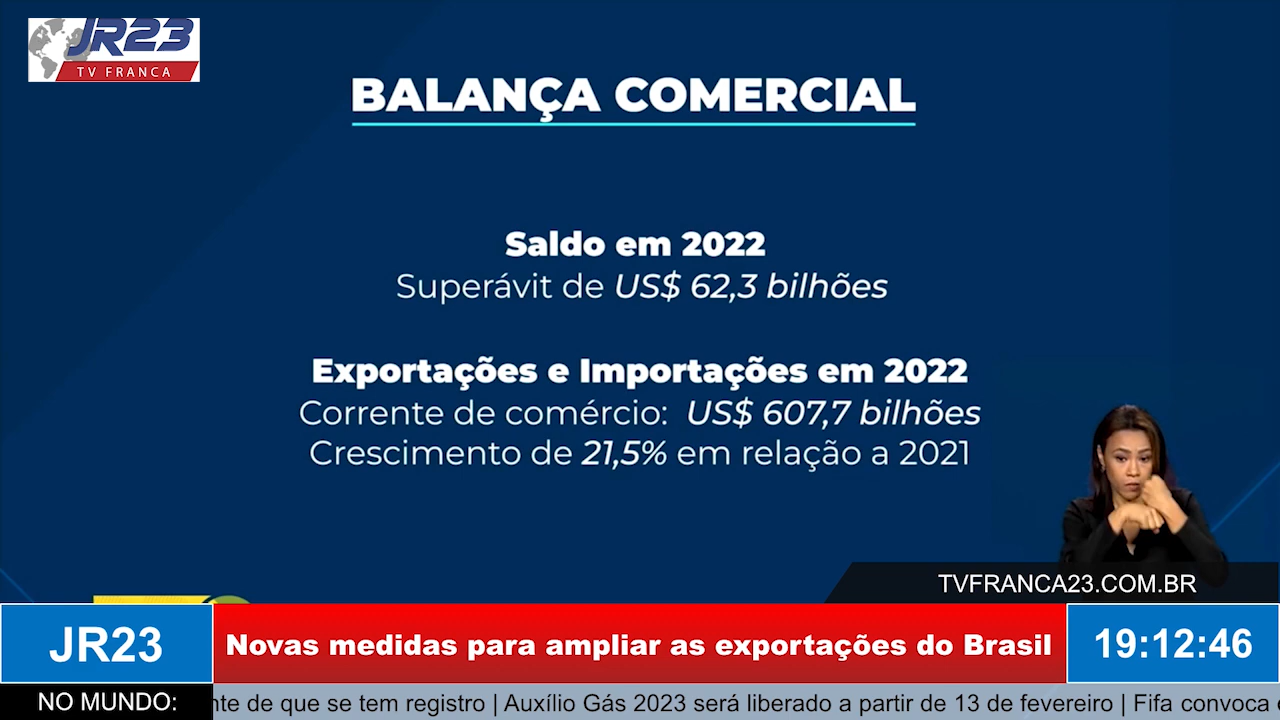 JR23
TV FRANCA
BALANÇA COMERCIAL
Saldo em 2022
Superávit de US$ 62,3 bilhões
Exportações e Importações em 2022
Corrente de comércio: US$ 607,7 bilhões
Crescimento de 21,5% em relação a 2021
TVFRANCA23.COM.BR
JR23
Novas medidas para ampliar as exportações do Brasil
19:12:46
NO MUNDO:
de que se tem registro | Auxílio Gás 2023 será liberado a partir de 13 de fevereiro | Fifa convoca